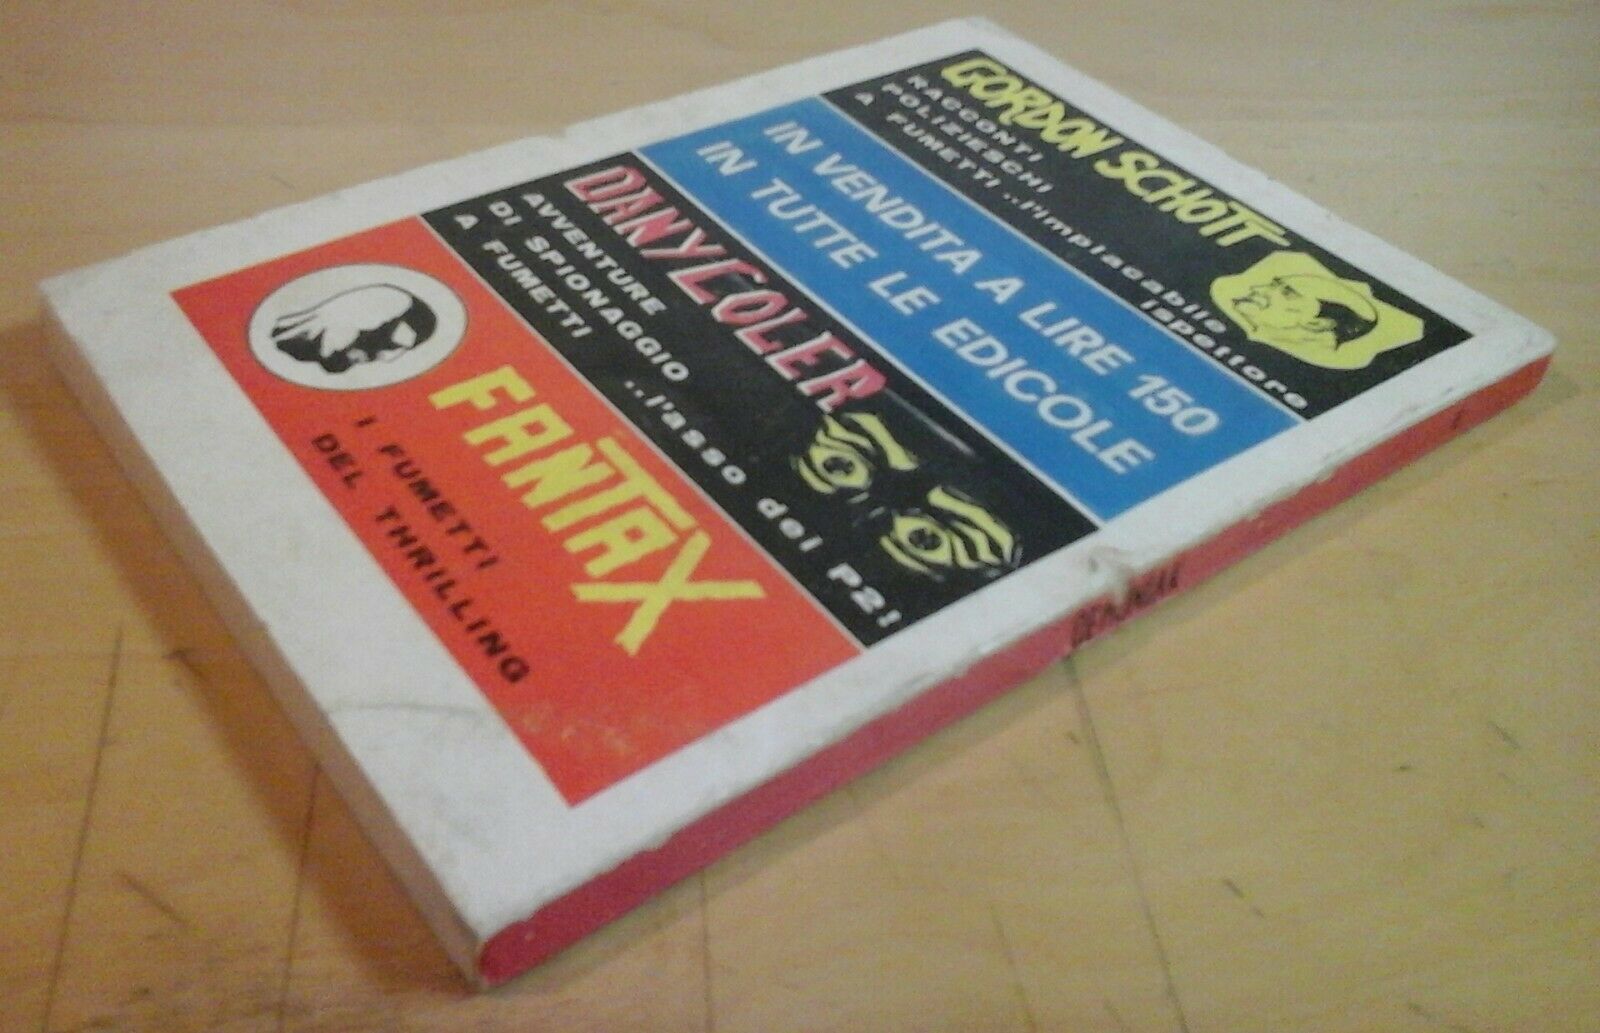 GORDON SCHOTT
RACCONTI
POLIZIESCHI
A FUMETTI ..l'implacabile
ispettore
IN VENDITA A LIRE 150
IN TUTTE LE EDICOLE
DANY COLER
AVVENTURE
DI SPIONAGGIO
A FUMETTI ..l'asso del P2!
FANTAX
I FUMETTI
DEL THRILLING